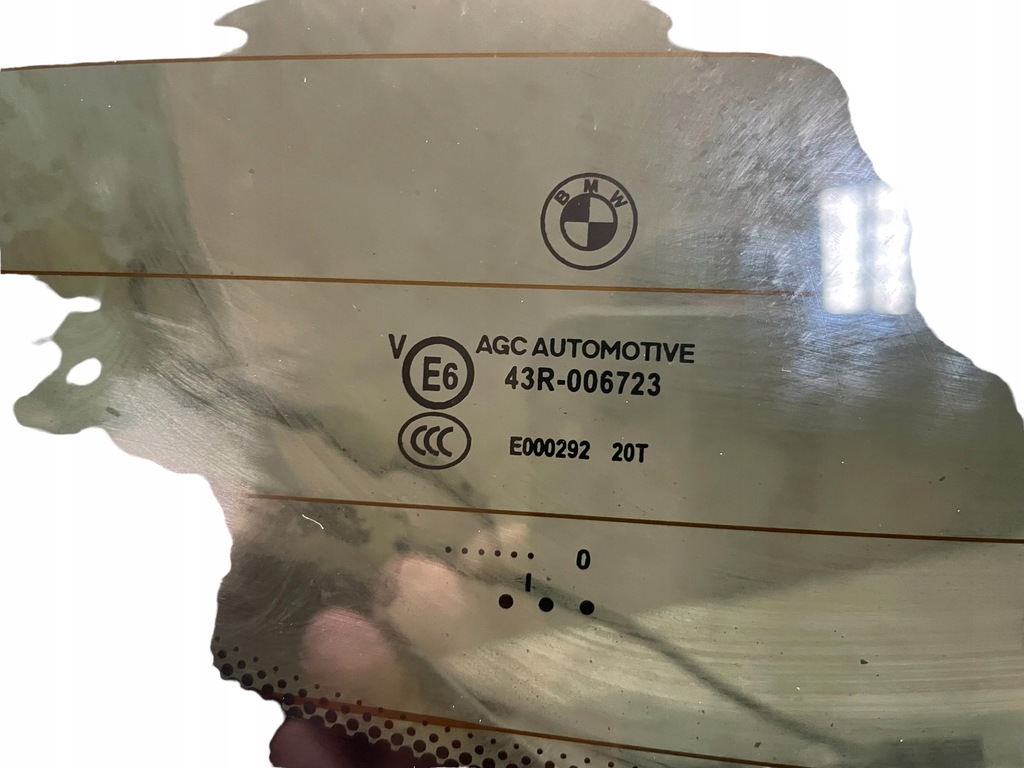 BMW
V E6 AGC AUTOMOTIVE
43R-006723
CCC E000292 20T
...... 0